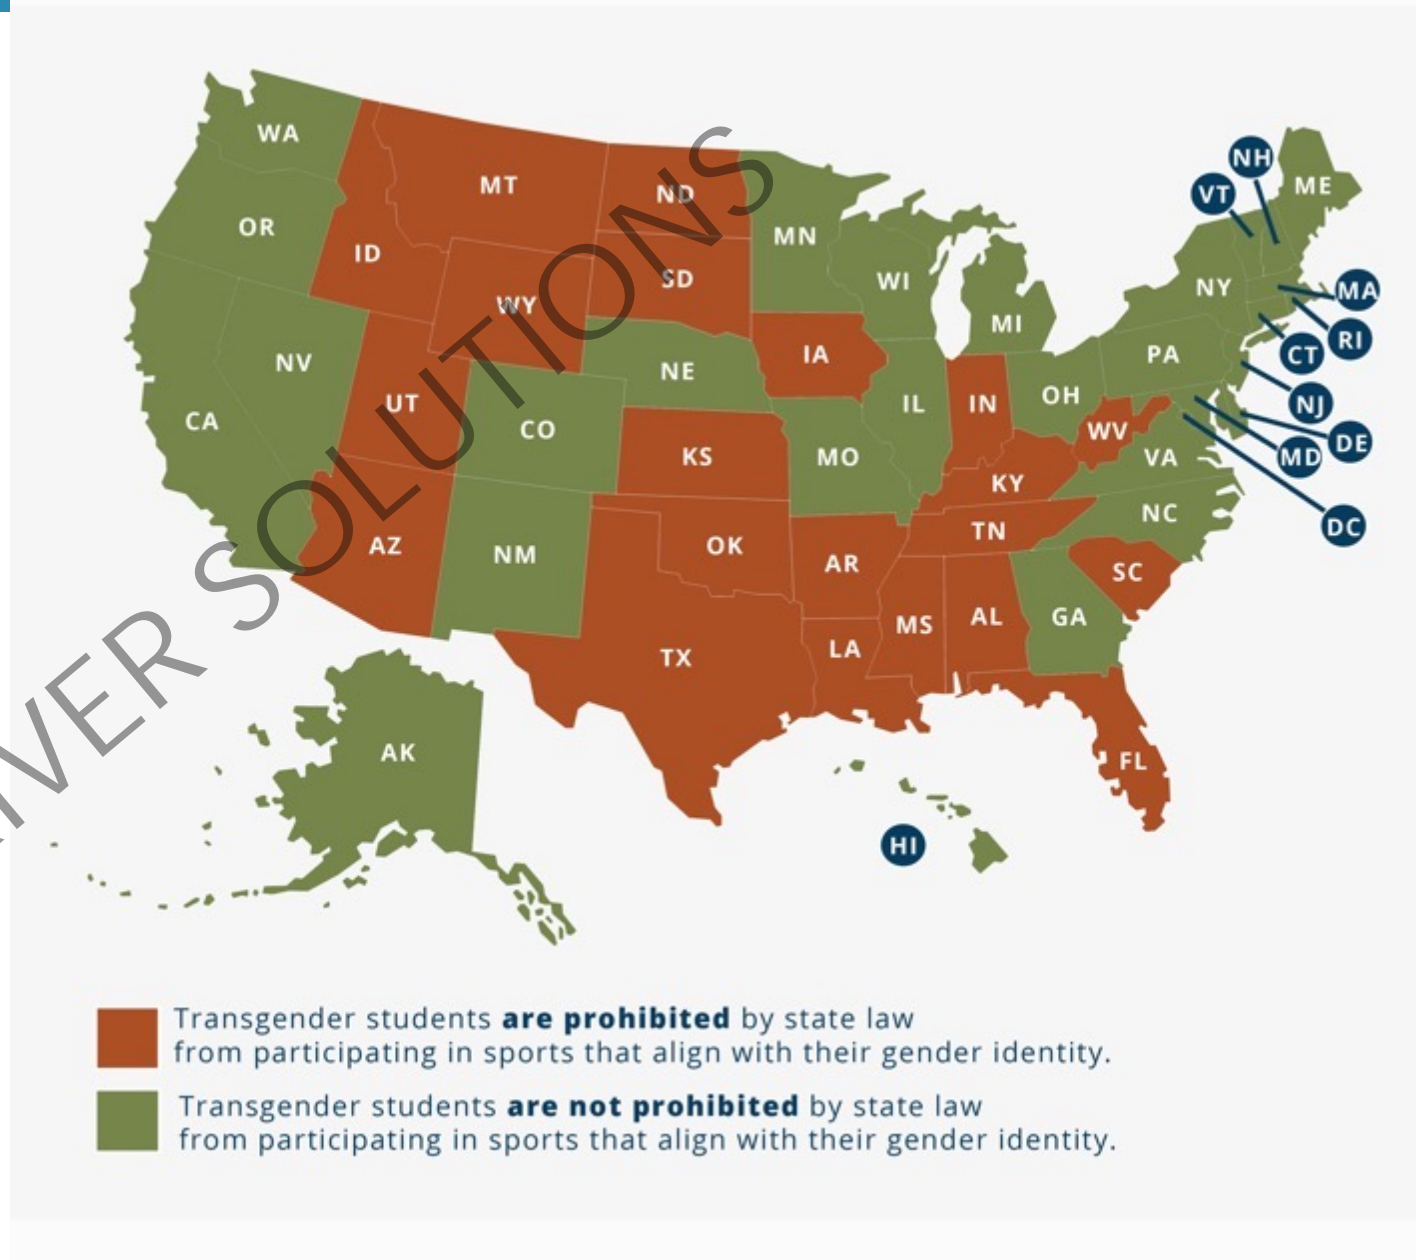 WA
MT
ND
MN
OR
ID
WY
SD
WI
MI
NH
VT
ME
NY
MA
RI
CT
NJ
DE
MD
DC
NV
CA
UT
CO
NE
IA
IL
IN
OH
PA
WV
VA
KS
MO
KY
NC
TN
AZ
NM
OK
AR
SC
MS
AL
GA
TX
LA
FL
AK
HI
VER SOLUTIONS
Transgender students are prohibited by state law
from participating in sports that align with their gender identity.
Transgender students are not prohibited by state law
from participating in sports that align with their gender identity.